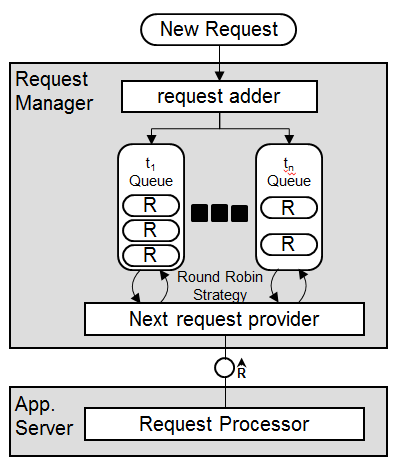 New Request
Request
Manager
request adder
t1
Queue
tn
Queue
R
R
R
R
R
Round Robin
Strategy
Next request provider
R
App.
Server
Request Processor